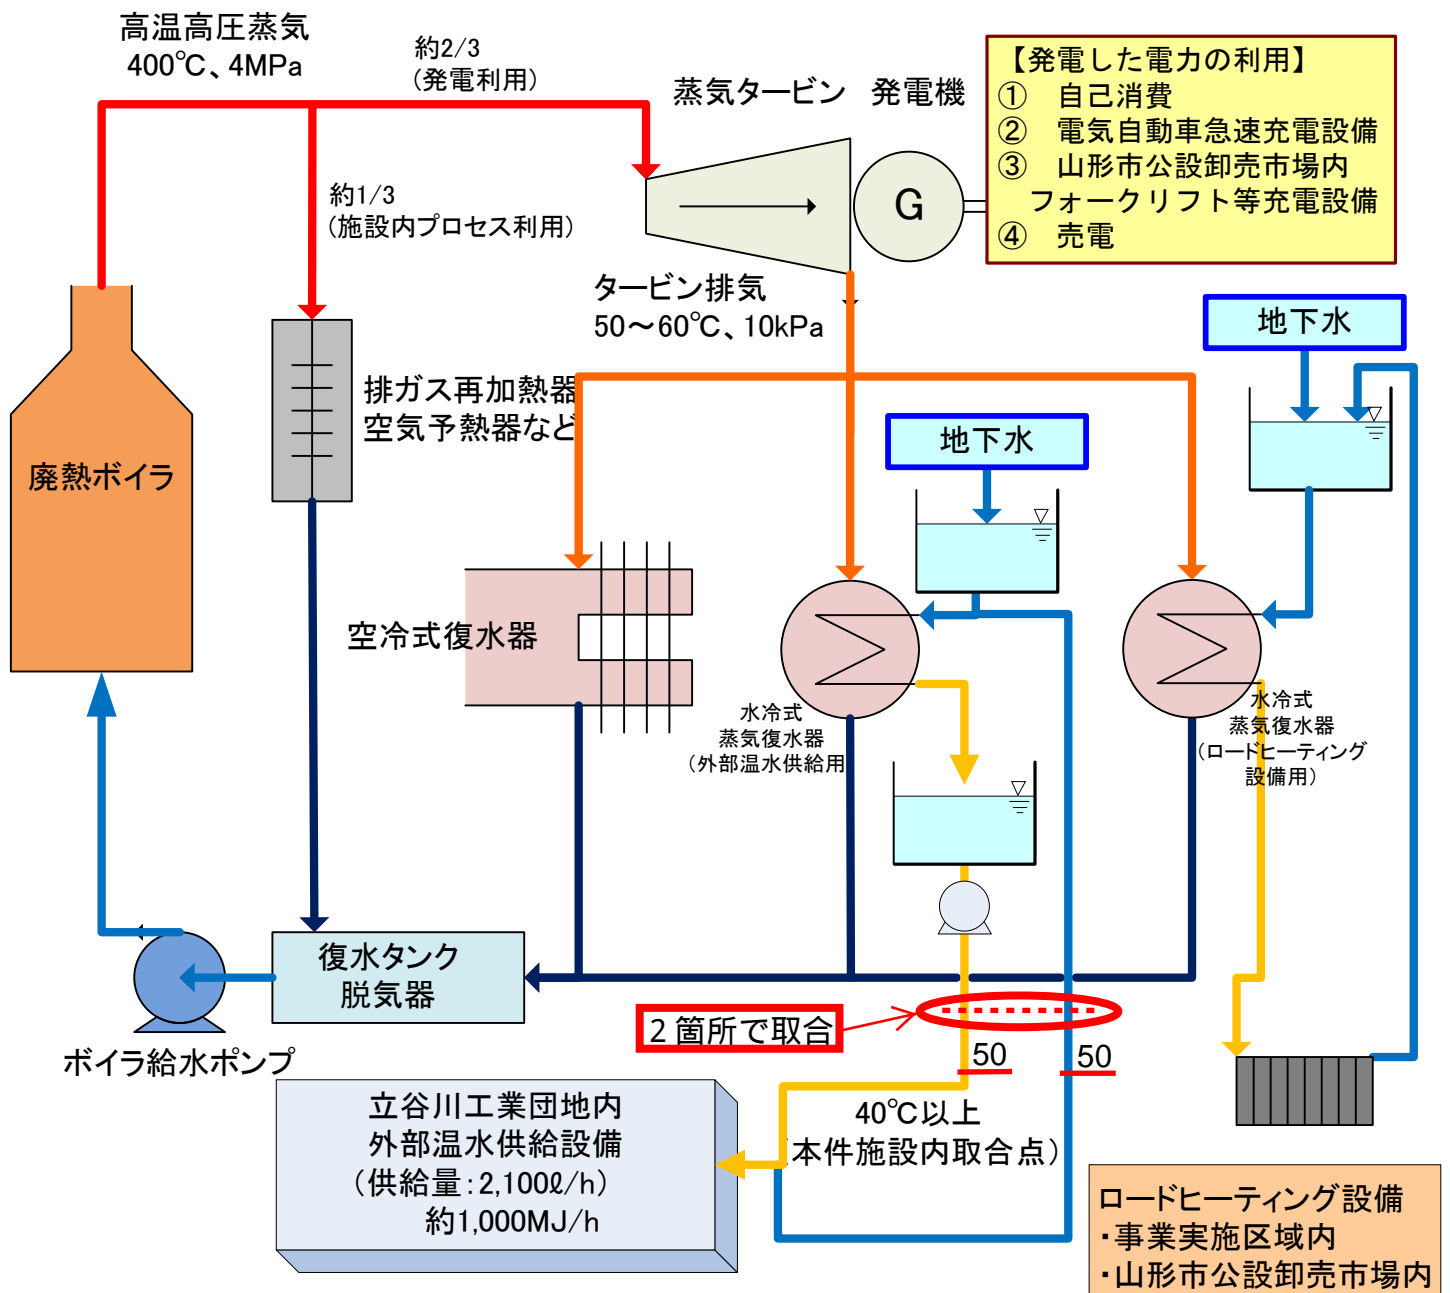 高温高圧蒸気
400℃、4MPa
約2/3
（発電利用）
蒸気タービン 発電機
【発電した電力の利用】
① 自己消費
② 電気自動車急速充電設備
③ 山形市公設卸売市場内
フォークリフト等充電設備
④ 売電
約1/3
（施設内プロセス利用）
G
タービン排気
50～60℃、10kPa
地下水
排ガス再加熱器
空気予熱器など
地下水
廃熱ボイラ
空冷式復水器
水冷式
蒸気復水器
（外部温水供給用
水冷式
蒸気復水器
（ロードヒーティング
設備用）
復水タンク
脱気器
2箇所で取合
ボイラ給水ポンプ
50
50
立谷川工業団地内
外部温水供給設備
（供給量：2,100ℓ/h）
約1,000MJ/h
40℃以上
（本件施設内取合点）
ロードヒーティング設備
・事業実施区域内
・山形市公設卸売市場内